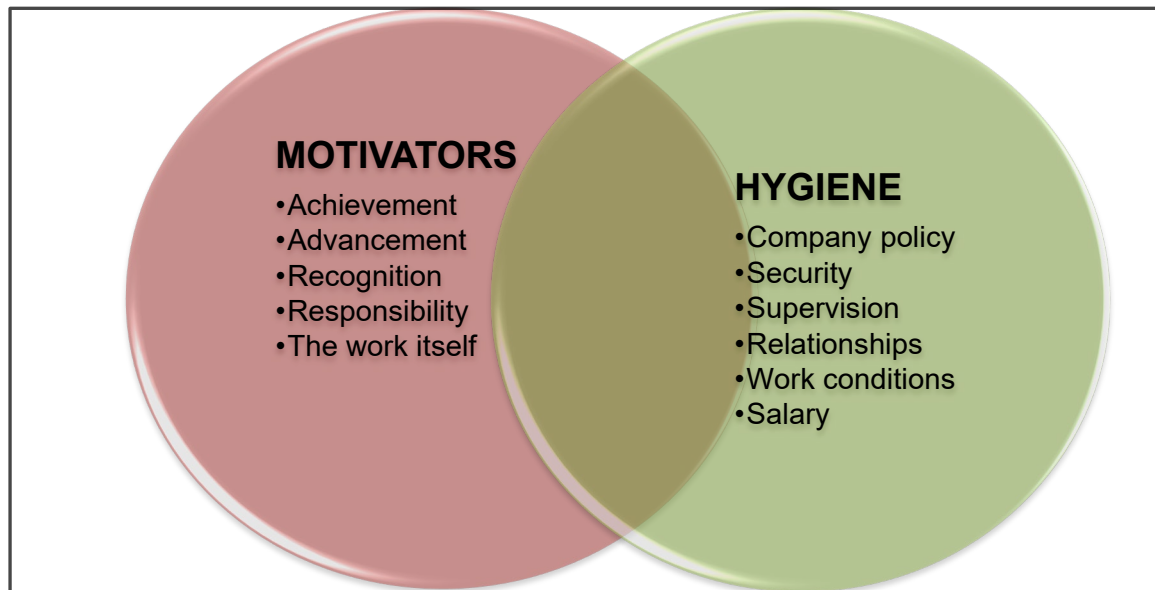 MOTIVATORS
•Achievement
•Advancement
•Recognition
•Responsibility
•The work itself
HYGIENE
•Company policy
•Security
•Supervision
•Relationships
•Work conditions
•Salary